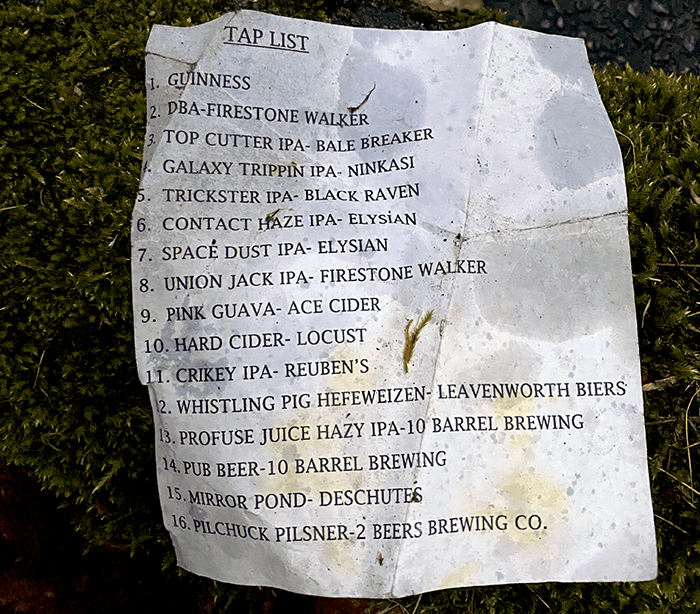 TAP LIST
1. GUINNESS
2. DBA-FIRESTONE WALKER
3. TOP CUTTER IPA- BALE BREAKER
4. GALAXY TRIPPIN IPA- NINKASI
5. TRICKSTER IPA- BLACK RAVEN
6. CONTACT HAZE IPA- ELYSIAN
7. SPACE DUST IPA- ELYSIAN
8. UNION JACK IPA- FIRESTONE WALKER
9. PINK GUAVA- ACE CIDER
10. HARD CIDER- LOCUST
11. CRIKEY IPA- REUBEN'S
12. WHISTLING PIG HEFEWEIZEN- LEAVENWORTH BIERS
13. PROFUSE JUICE HAZY IPA-10 BARREL BREWING
14. PUB BEER-10 BARREL BREWING
15. MIRROR POND- DESCHUTES
16. PILCHUCK PILSNER-2 BEERS BREWING CO.